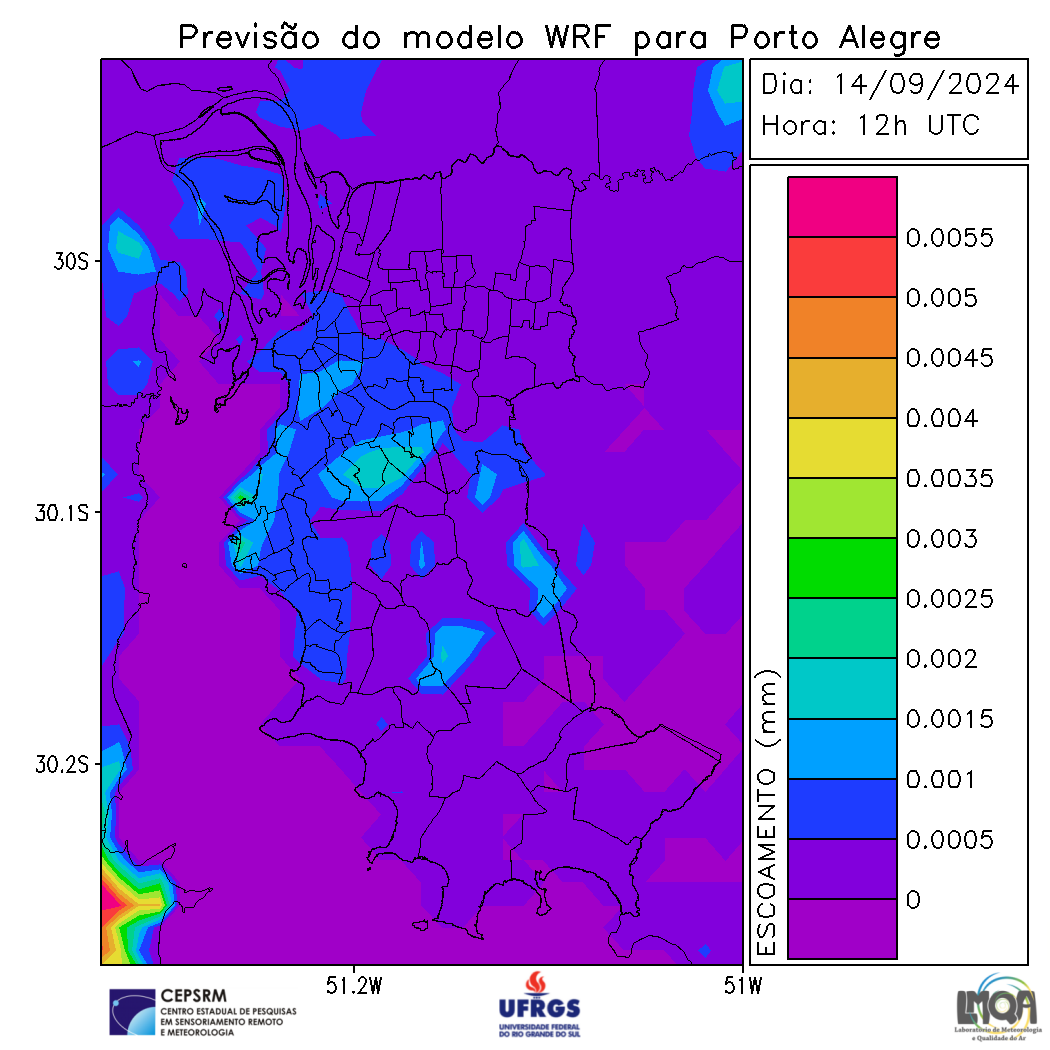 Previsão do modelo WRF para Porto Alegre
Dia: 14/09/2024
Hora: 12h UTC
30S
30.1S
30.2S
51.2W
51W
ESCOAMENTO (mm)
0.0055
0.005
0.0045
0.004
0.0035
0.003
0.0025
0.002
0.0015
0.001
0.0005
0
CEPSRM
CENTRO ESTADUAL DE PESQUISAS
EM SENSORIAMENTO REMOTO
E METEOROLOGIA
UFRGS
UNIVERSIDADE FEDERAL
DO RIO GRANDE DO SUL
LMQA
Laboratório de Meteorologia
e Qualidade do Ar